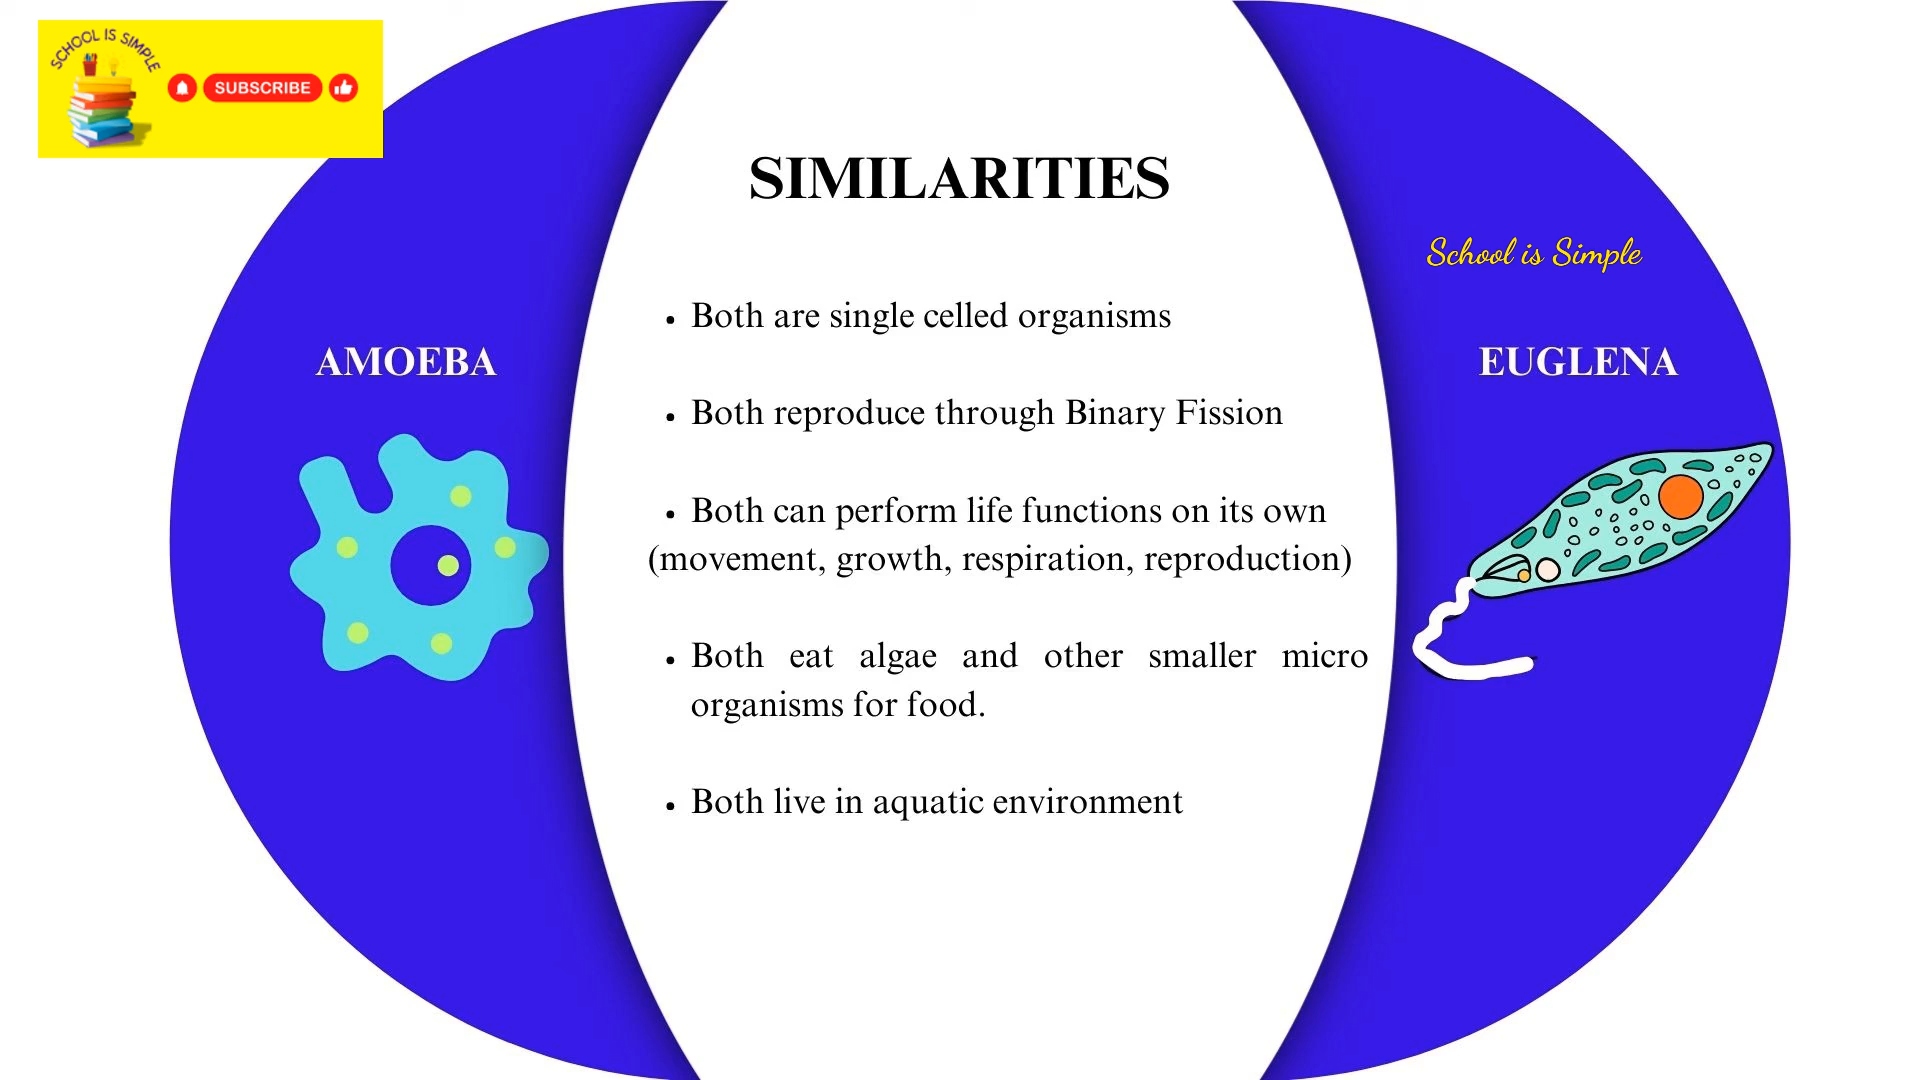 SCHOOL IS SIMPLE
SUBSCRIBE
SIMILARITIES
School is Simple
AMOEBA
EUGLENA
• Both are single celled organisms
• Both reproduce through Binary Fission
• Both can perform life functions on its own
(movement, growth, respiration, reproduction)
• Both eat algae and other smaller micro
organisms for food.
• Both live in aquatic environment